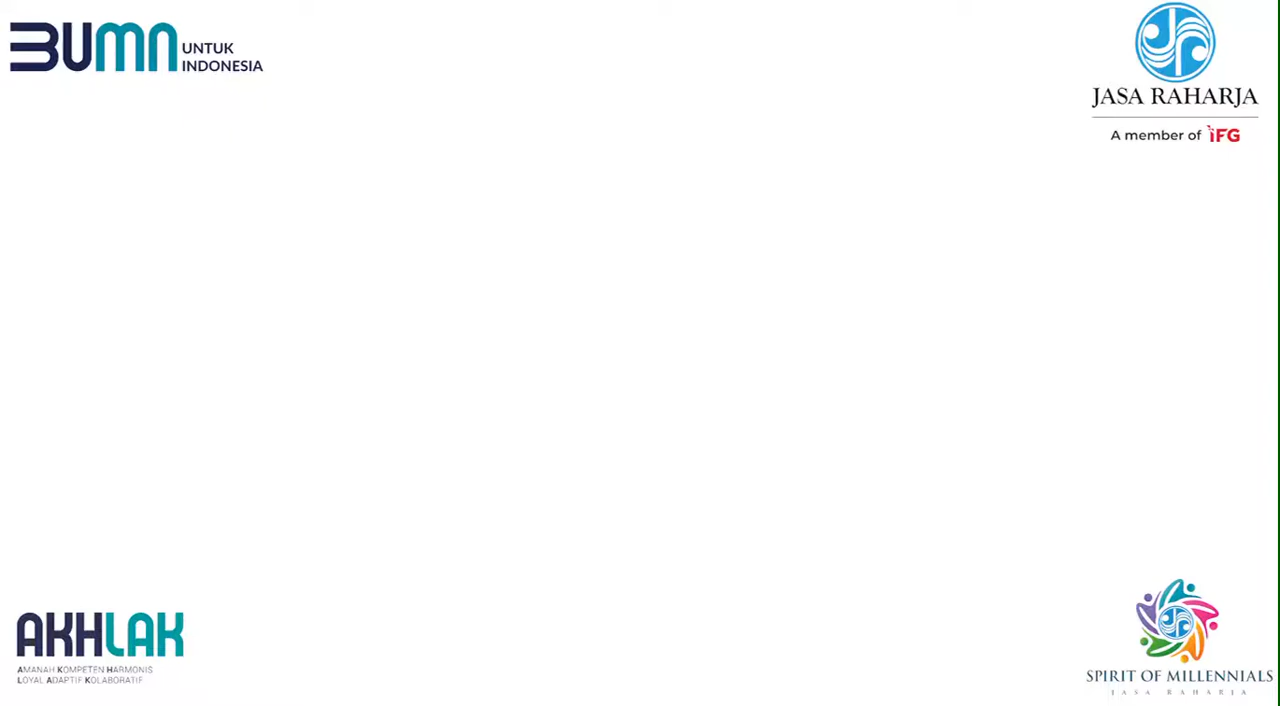 BUMN UNTUK
INDONESIA
JASA RAHARJA
A member of IFG
AKHLAK
AMANAH KOMPETEN HARMONIS
LOYAL ADAPTIF KOLABORATIF
SPIRIT OF MILLENNIALS
JASA RAHARJA